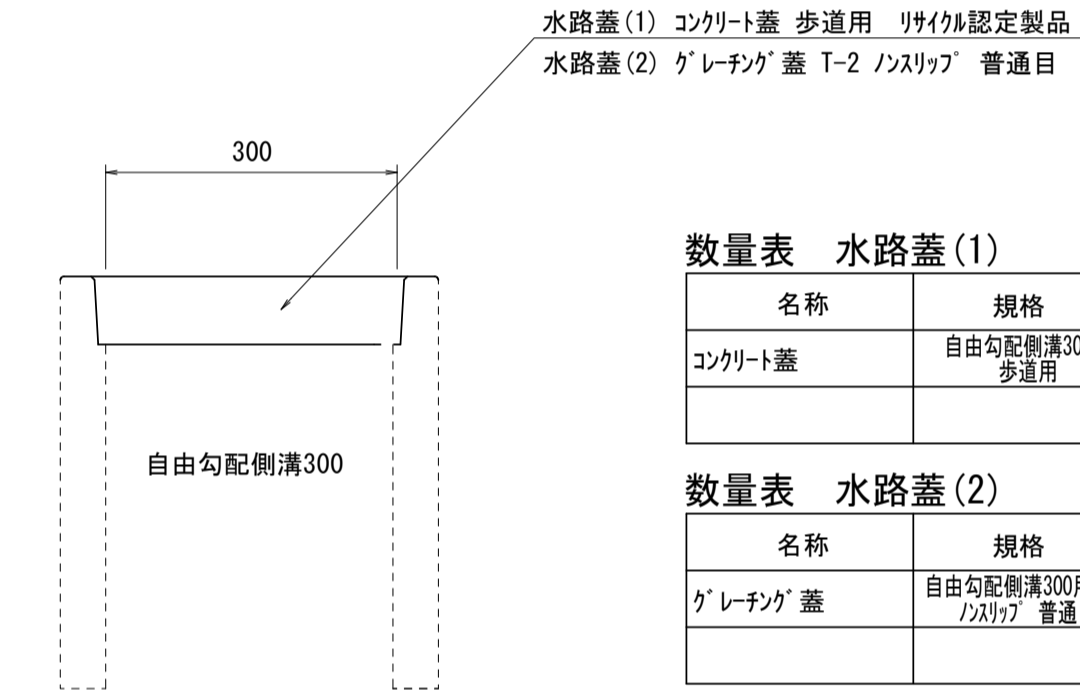 水路蓋(1) ｺﾝｸﾘｰﾄ蓋 歩道用　ﾘｻｲｸﾙ認定製品
水路蓋(2) ｸﾞﾚｰﾁﾝｸﾞ蓋 T-2 ﾉﾝｽﾘｯﾌﾟ 普通目
300
自由勾配側溝300
数量表　水路蓋(1)
名称 規格
ｺﾝｸﾘｰﾄ蓋 自由勾配側溝30
歩道用
数量表　水路蓋(2)
名称 規格
ｸﾞﾚｰﾁﾝｸﾞ蓋 自由勾配側溝300
ﾉﾝｽﾘｯﾌﾟ 普通